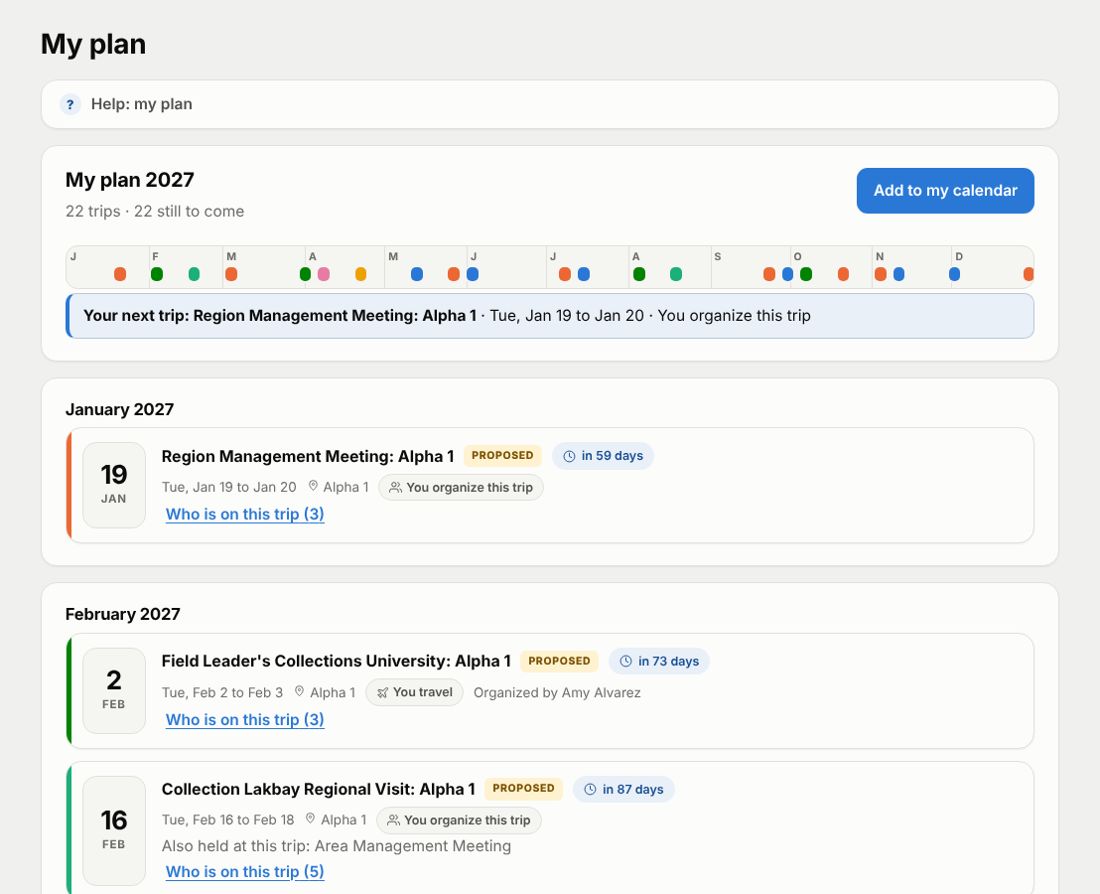 My plan
? Help: my plan
My plan 2027
Add to my calendar
22 trips · 22 still to come
J F M A M J J A S O N D
Your next trip: Region Management Meeting: Alpha 1 · Tue, Jan 19 to Jan 20 · You organize this trip
January 2027
19
JAN
Region Management Meeting: Alpha 1 PROPOSED in 59 days
Tue, Jan 19 to Jan 20 Alpha 1 You organize this trip
Who is on this trip (3)
February 2027
2
FEB
Field Leader's Collections University: Alpha 1 PROPOSED in 73 days
Tue, Feb 2 to Feb 3 Alpha 1 You travel Organized by Amy Alvarez
Who is on this trip (3)
16
FEB
Collection Lakbay Regional Visit: Alpha 1 PROPOSED in 87 days
Tue, Feb 16 to Feb 18 Alpha 1 You organize this trip
Also held at this trip: Area Management Meeting
Who is on this trip (5)